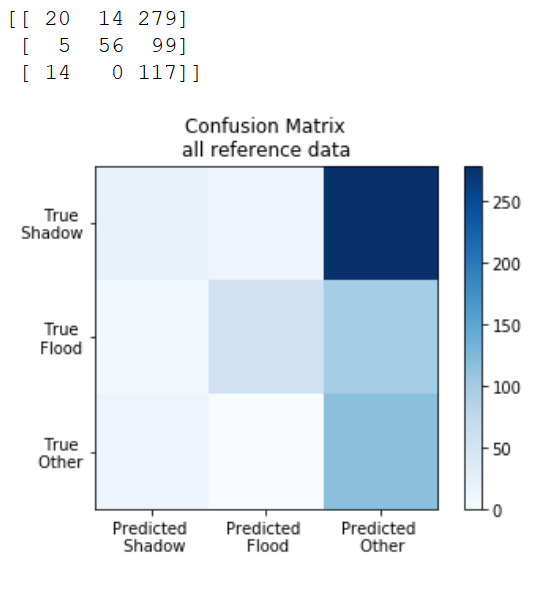 [[ 20  14 279]
 [  5  56  99]
 [ 14   0 117]]
Confusion Matrix
all reference data
True
Shadow
True
Flood
True
Other
Predicted
Shadow
Predicted
Flood
Predicted
Other
250
200
150
100
50
0